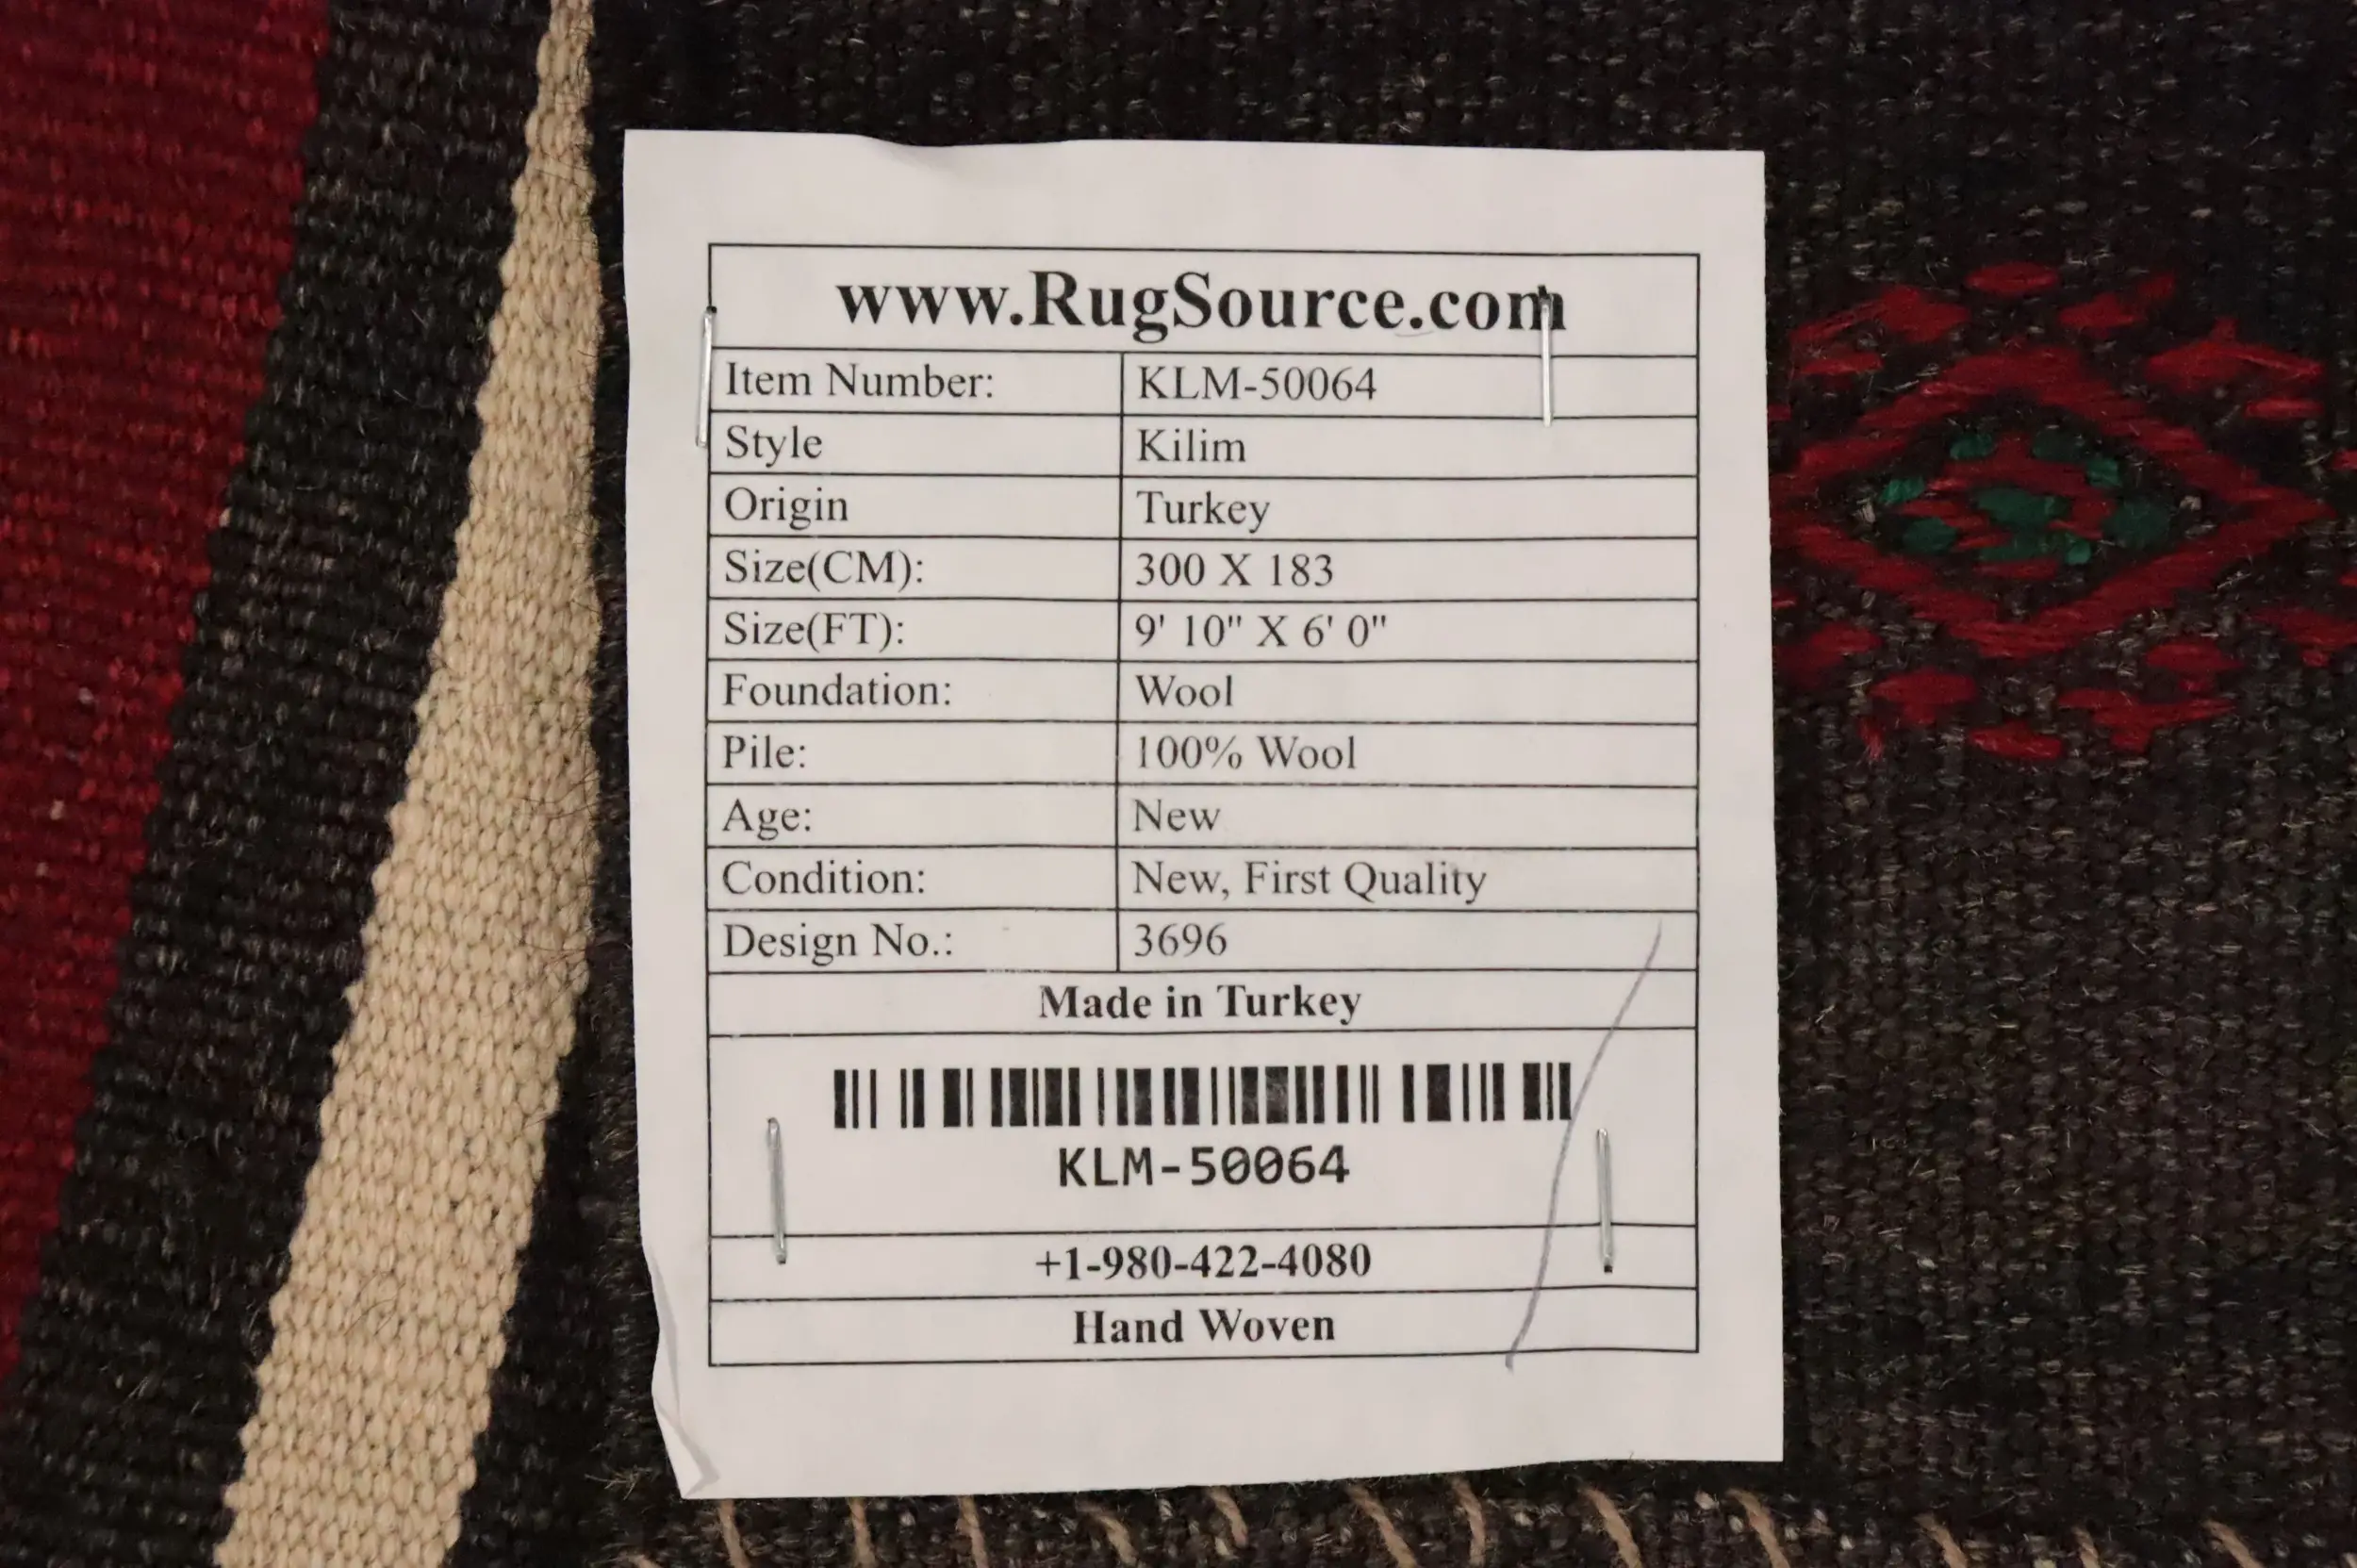 www.RugSource.com
Item Number: KLM-50064
Style Kilim
Origin Turkey
Size(CM): 300 X 183
Size(FT): 9' 10" X 6' 0"
Foundation: Wool
Pile: 100% Wool
Age: New
Condition: New, First Quality
Design No.: 3696
Made in Turkey
KLM-50064
+1-980-422-4080
Hand Woven